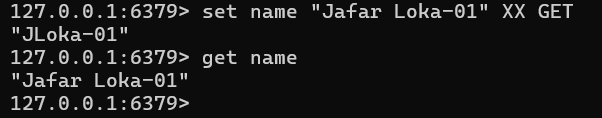 127.0.0.1:6379> set name "Jafar Loka-01" XX GET
"JLoka-01"
127.0.0.1:6379> get name
"Jafar Loka-01"
127.0.0.1:6379>